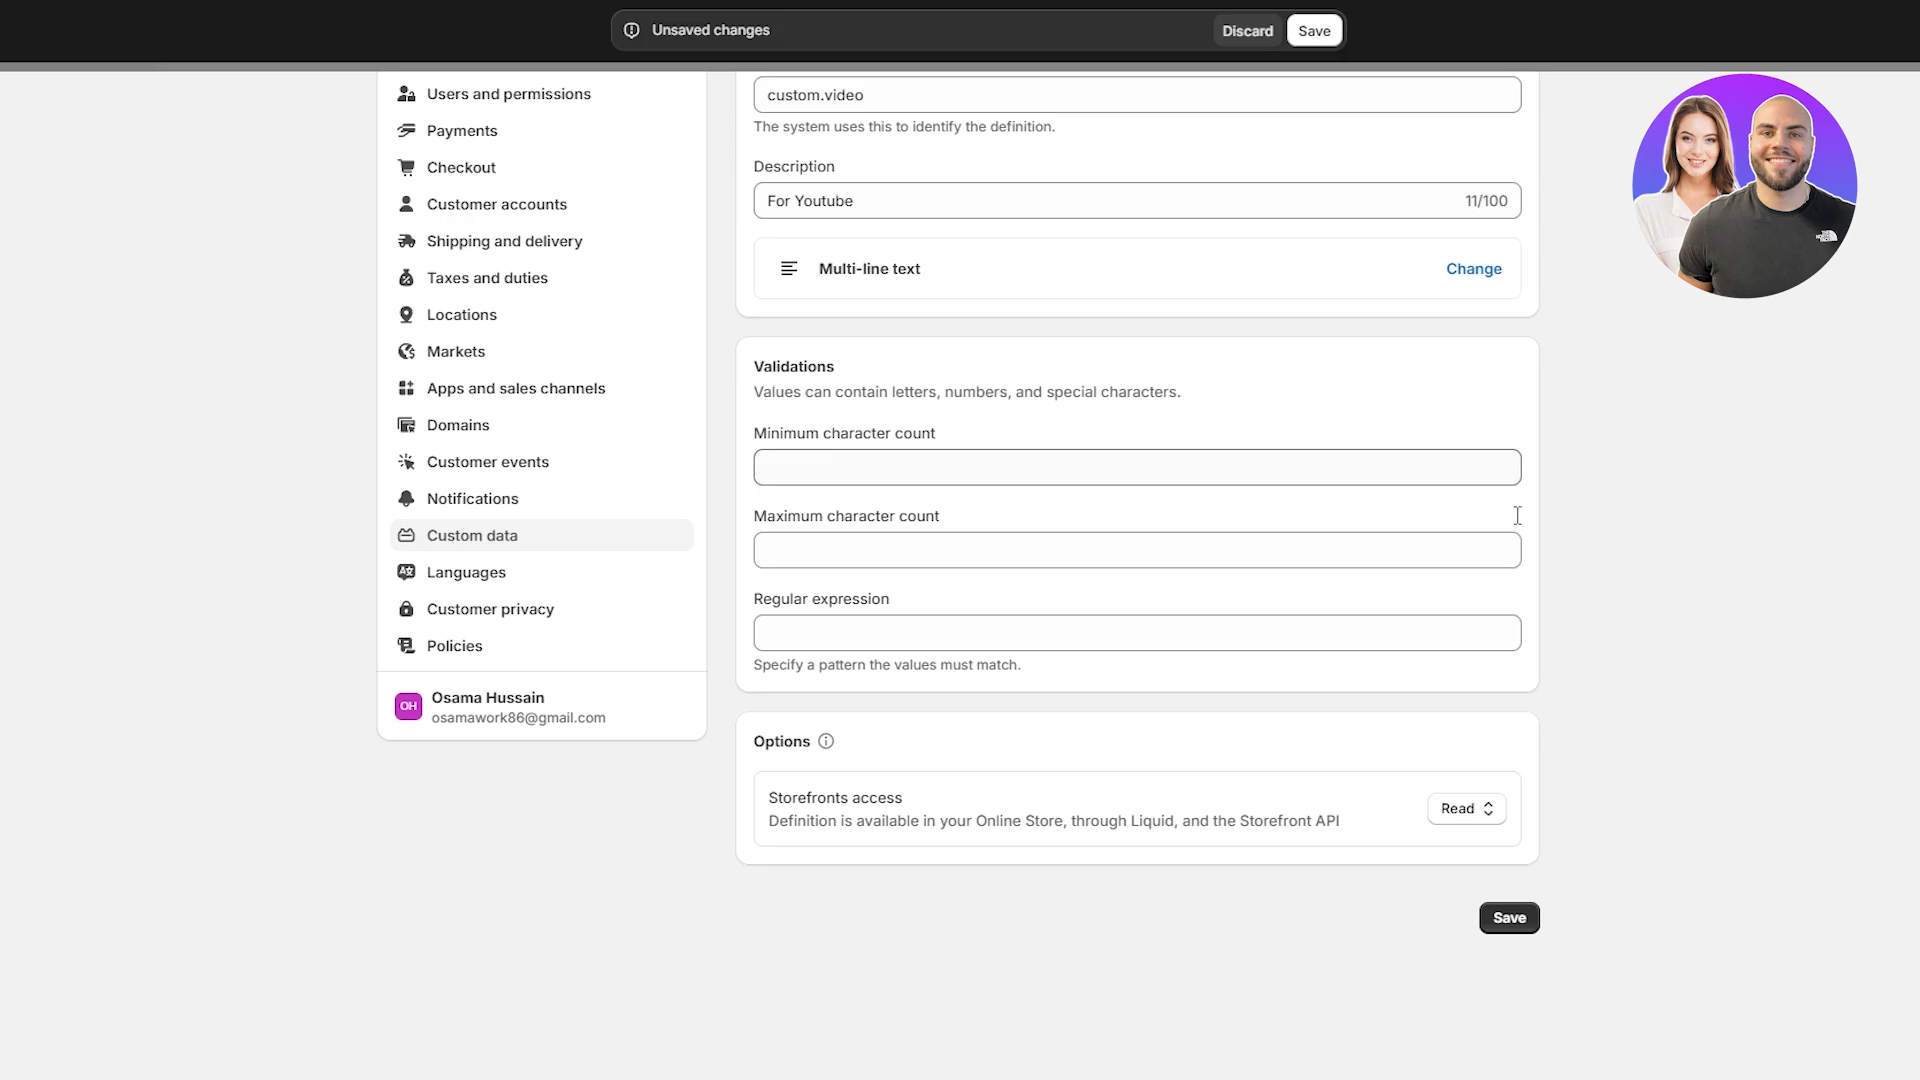 Unsaved changes
Discard
Save
Users and permissions
Payments
Checkout
Customer accounts
Shipping and delivery
Taxes and duties
Locations
Markets
Apps and sales channels
Domains
Customer events
Notifications
Custom data
Languages
Customer privacy
Policies
OH
Osama Hussain
osamawork86@gmail.com
custom.video
The system uses this to identify the definition.
Description
For Youtube 11/100
Multi-line text Change
Validations
Values can contain letters, numbers, and special characters.
Minimum character count
Maximum character count
Regular expression
Specify a pattern the values must match.
Options
Storefronts access
Definition is available in your Online Store, through Liquid, and the Storefront API
Read
Save